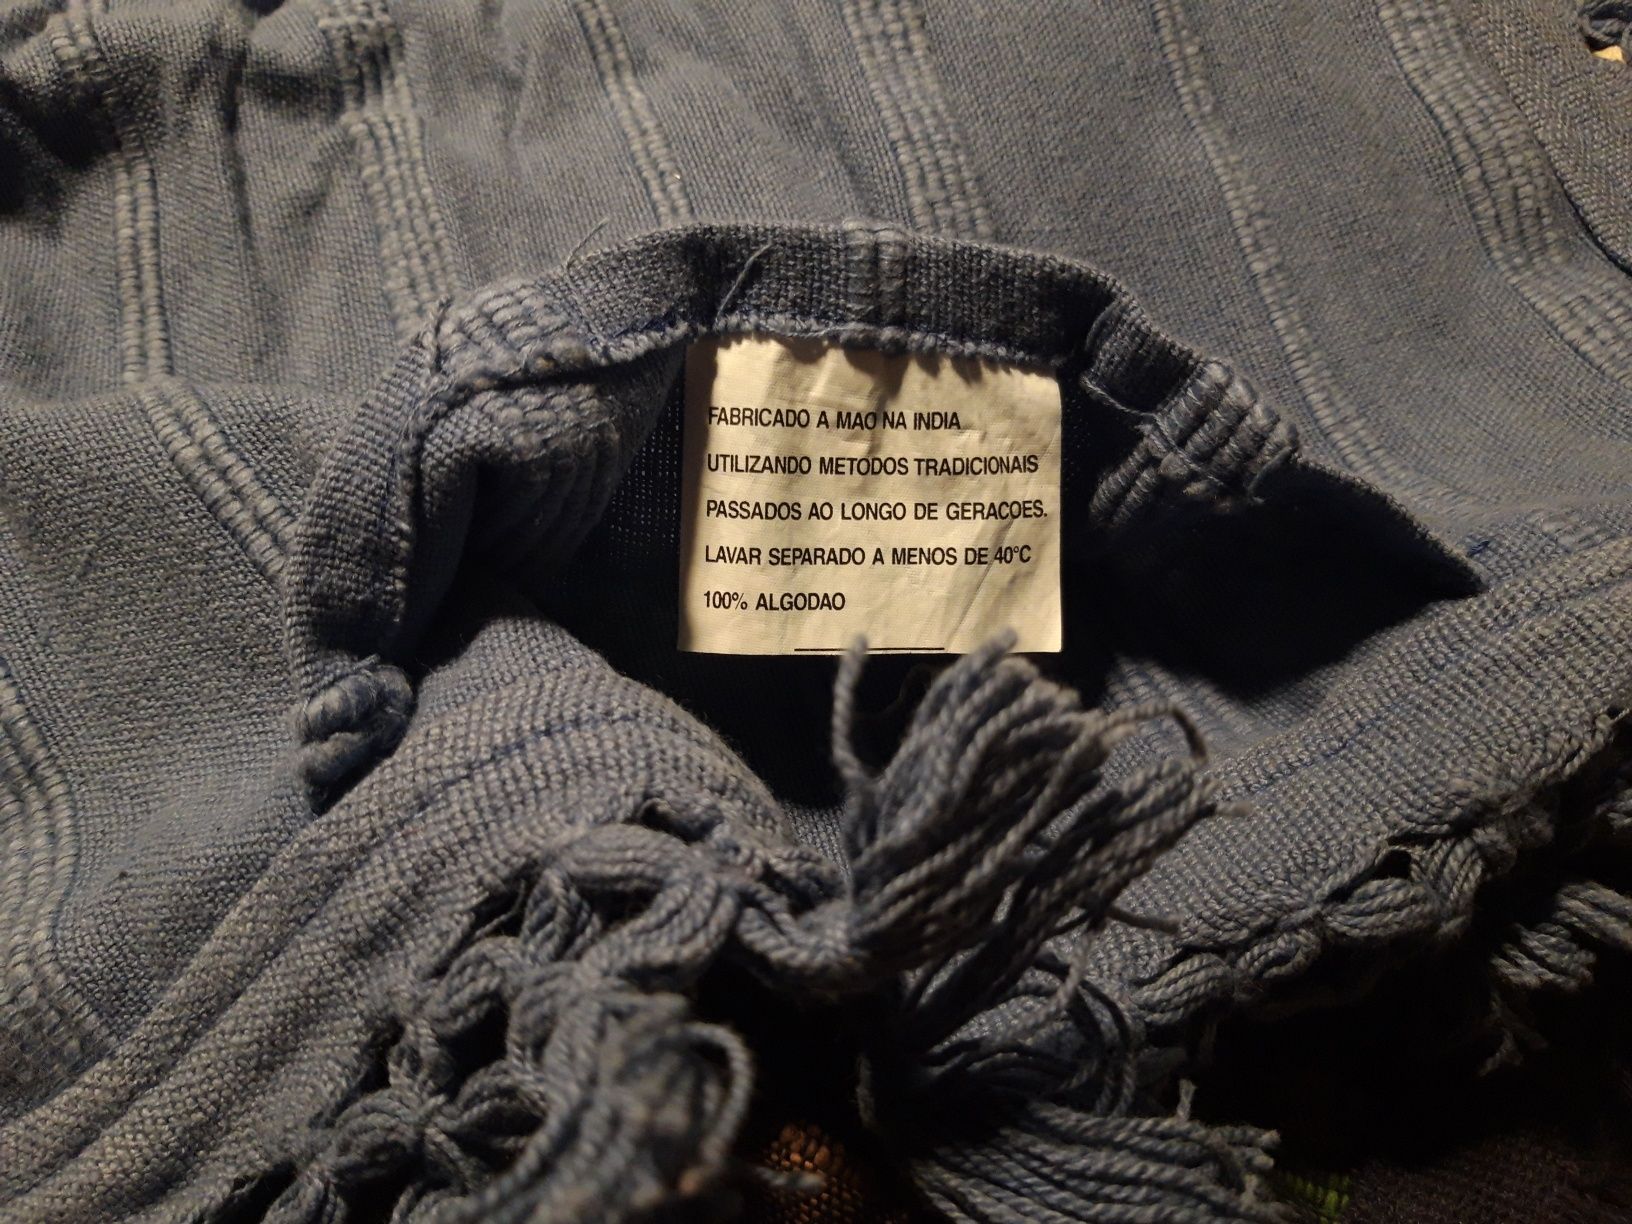 FABRICADO A MAO NA INDIA
UTILIZANDO METODOS TRADICIONAIS
PASSADOS AO LONGO DE GERACOES.
LAVAR SEPARADO A MENOS DE 40°C
100% ALGODAO